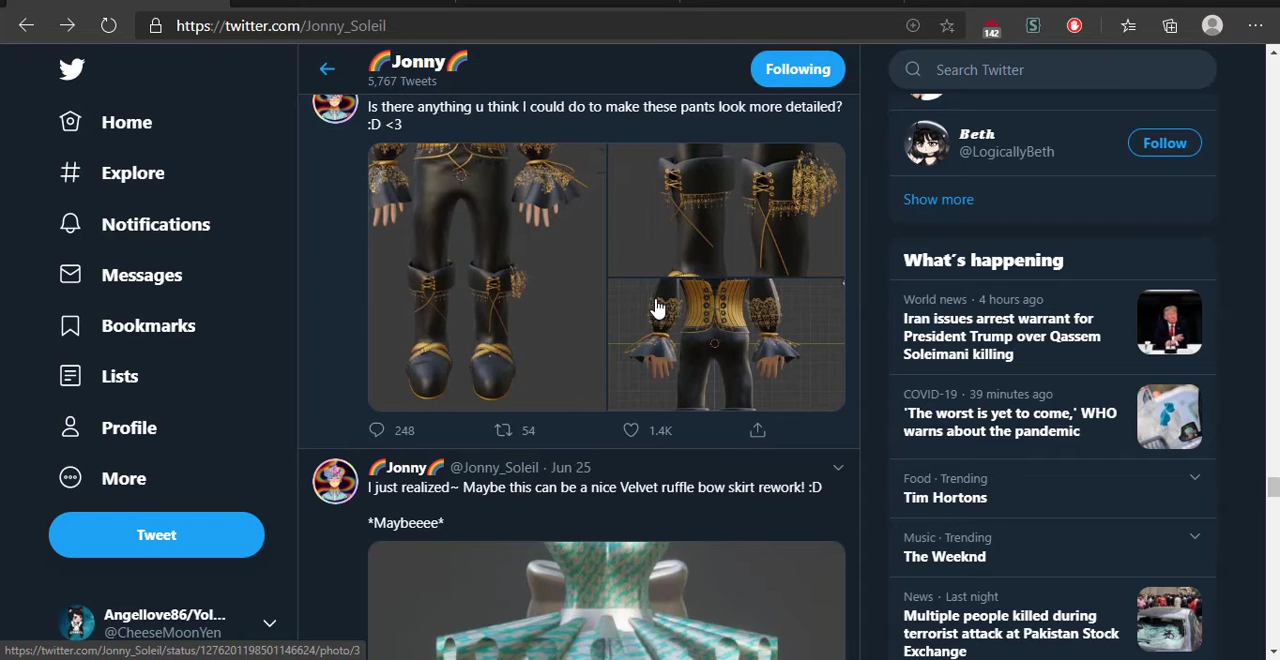 https://twitter.com/Jonny_Soleil
142
🌈Jonny🌈
5,767 Tweets
Following
Home
Explore
Notifications
Messages
Bookmarks
Lists
Profile
More
Tweet
Angellove86/Yol...
@CheeseMoonYen
https://twitter.com/Jonny_Soleil/status/1276201198501146624/photo/3
Is there anything u think I could do to make these pants look more detailed?
:D <3
248
54
1.4K
🌈Jonny🌈 @Jonny_Soleil · Jun 25
I just realized~ Maybe this can be a nice Velvet ruffle bow skirt rework! :D
*Maybeeee*
Search Twitter
Beth
@LogicallyBeth
Follow
Show more
What´s happening
World news · 4 hours ago
Iran issues arrest warrant for
President Trump over Qassem
Soleimani killing
COVID-19 · 39 minutes ago
'The worst is yet to come,' WHO
warns about the pandemic
Food · Trending
Tim Hortons
Music · Trending
The Weeknd
News · Last night
Multiple people killed during
terrorist attack at Pakistan Stock
Exchange